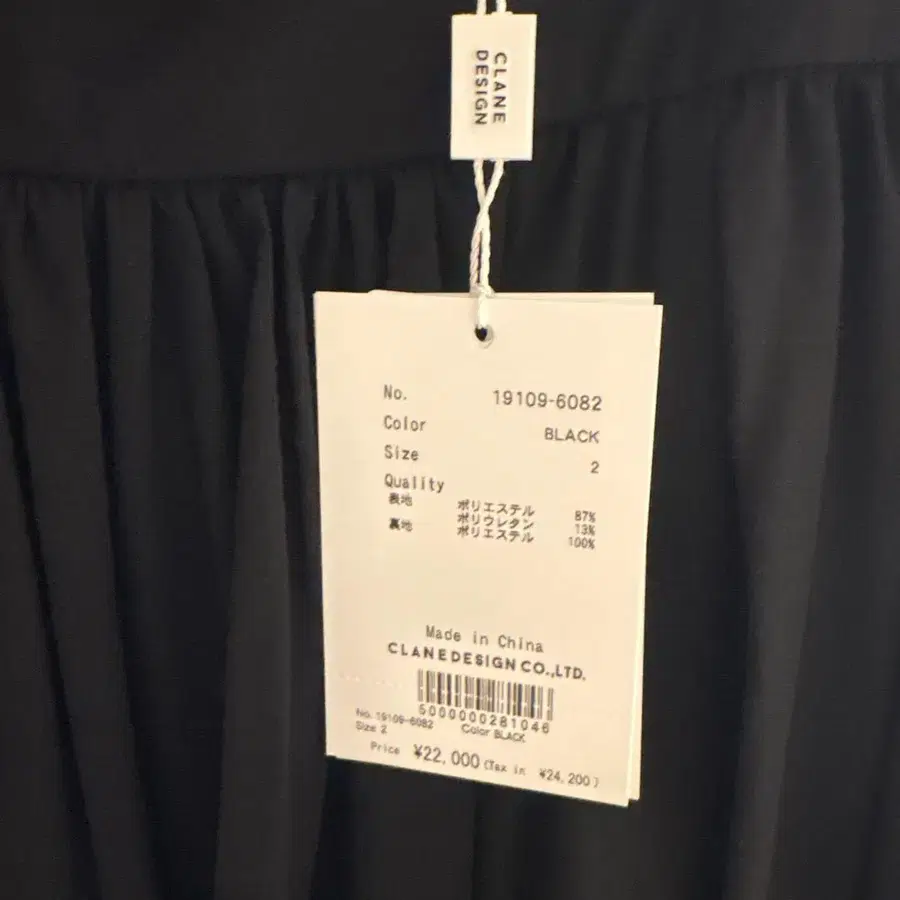 CLANE
DESIGN
No. 19109-6082
Color BLACK
Size 2
Quality
表地 ポリエステル 87%
ポリウレタン 13%
裏地 ポリエステル 100%
Made in China
CLANEDESIGN CO.,LTD.
5000000281046
No.19109-6082
Size 2 Color BLACK
Price ¥22,000 (Tax in ¥24,200)